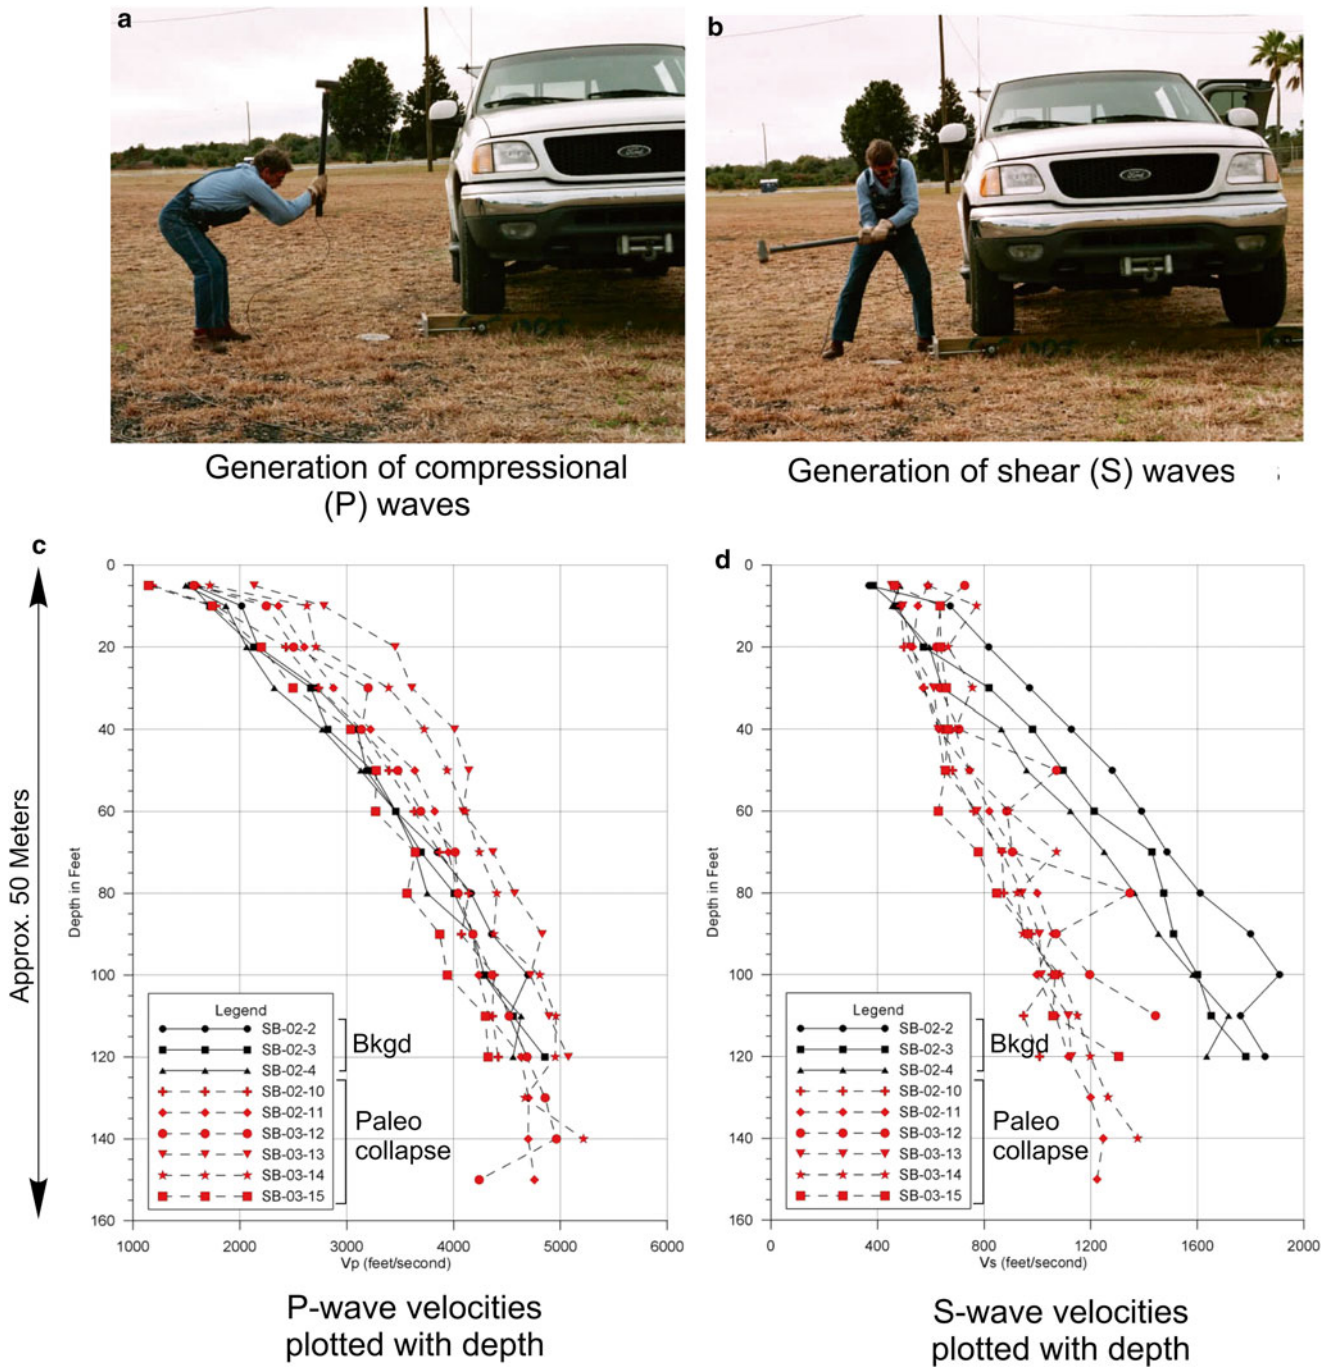 a
b
Ford
Ford
DOT
DOT
Generation of compressional
(P) waves
Generation of shear (S) waves
c
d
Approx. 50 Meters
Depth in Feet
0
20
40
60
80
100
120
140
160
1000
2000
3000
4000
5000
6000
Vp (feet/second)
Legend
SB-02-2
SB-02-3
SB-02-4
SB-02-10
SB-02-11
SB-03-12
SB-03-13
SB-03-14
SB-03-15
Bkgd
Paleo
collapse
P-wave velocities
plotted with depth
Depth in Feet
0
20
40
60
80
100
120
140
160
0
400
800
1200
1600
2000
Vs (feet/second)
Legend
SB-02-2
SB-02-3
SB-02-4
SB-02-10
SB-02-11
SB-03-12
SB-03-13
SB-03-14
SB-03-15
Bkgd
Paleo
collapse
S-wave velocities
plotted with depth